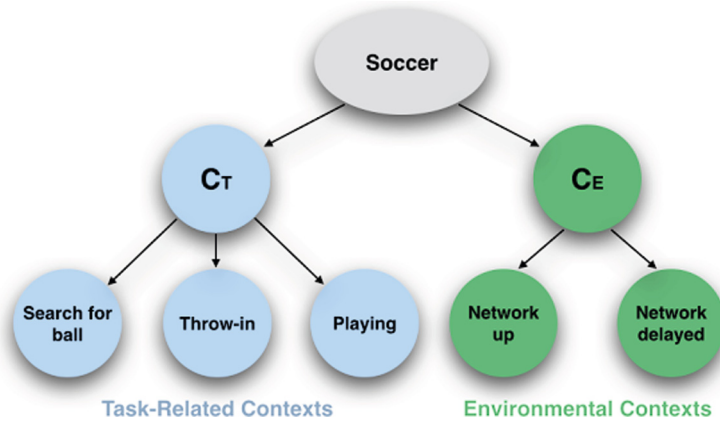 Soccer
CT
CE
Search for
ball
Throw-in
Playing
Network
up
Network
delayed
Task-Related Contexts
Environmental Contexts